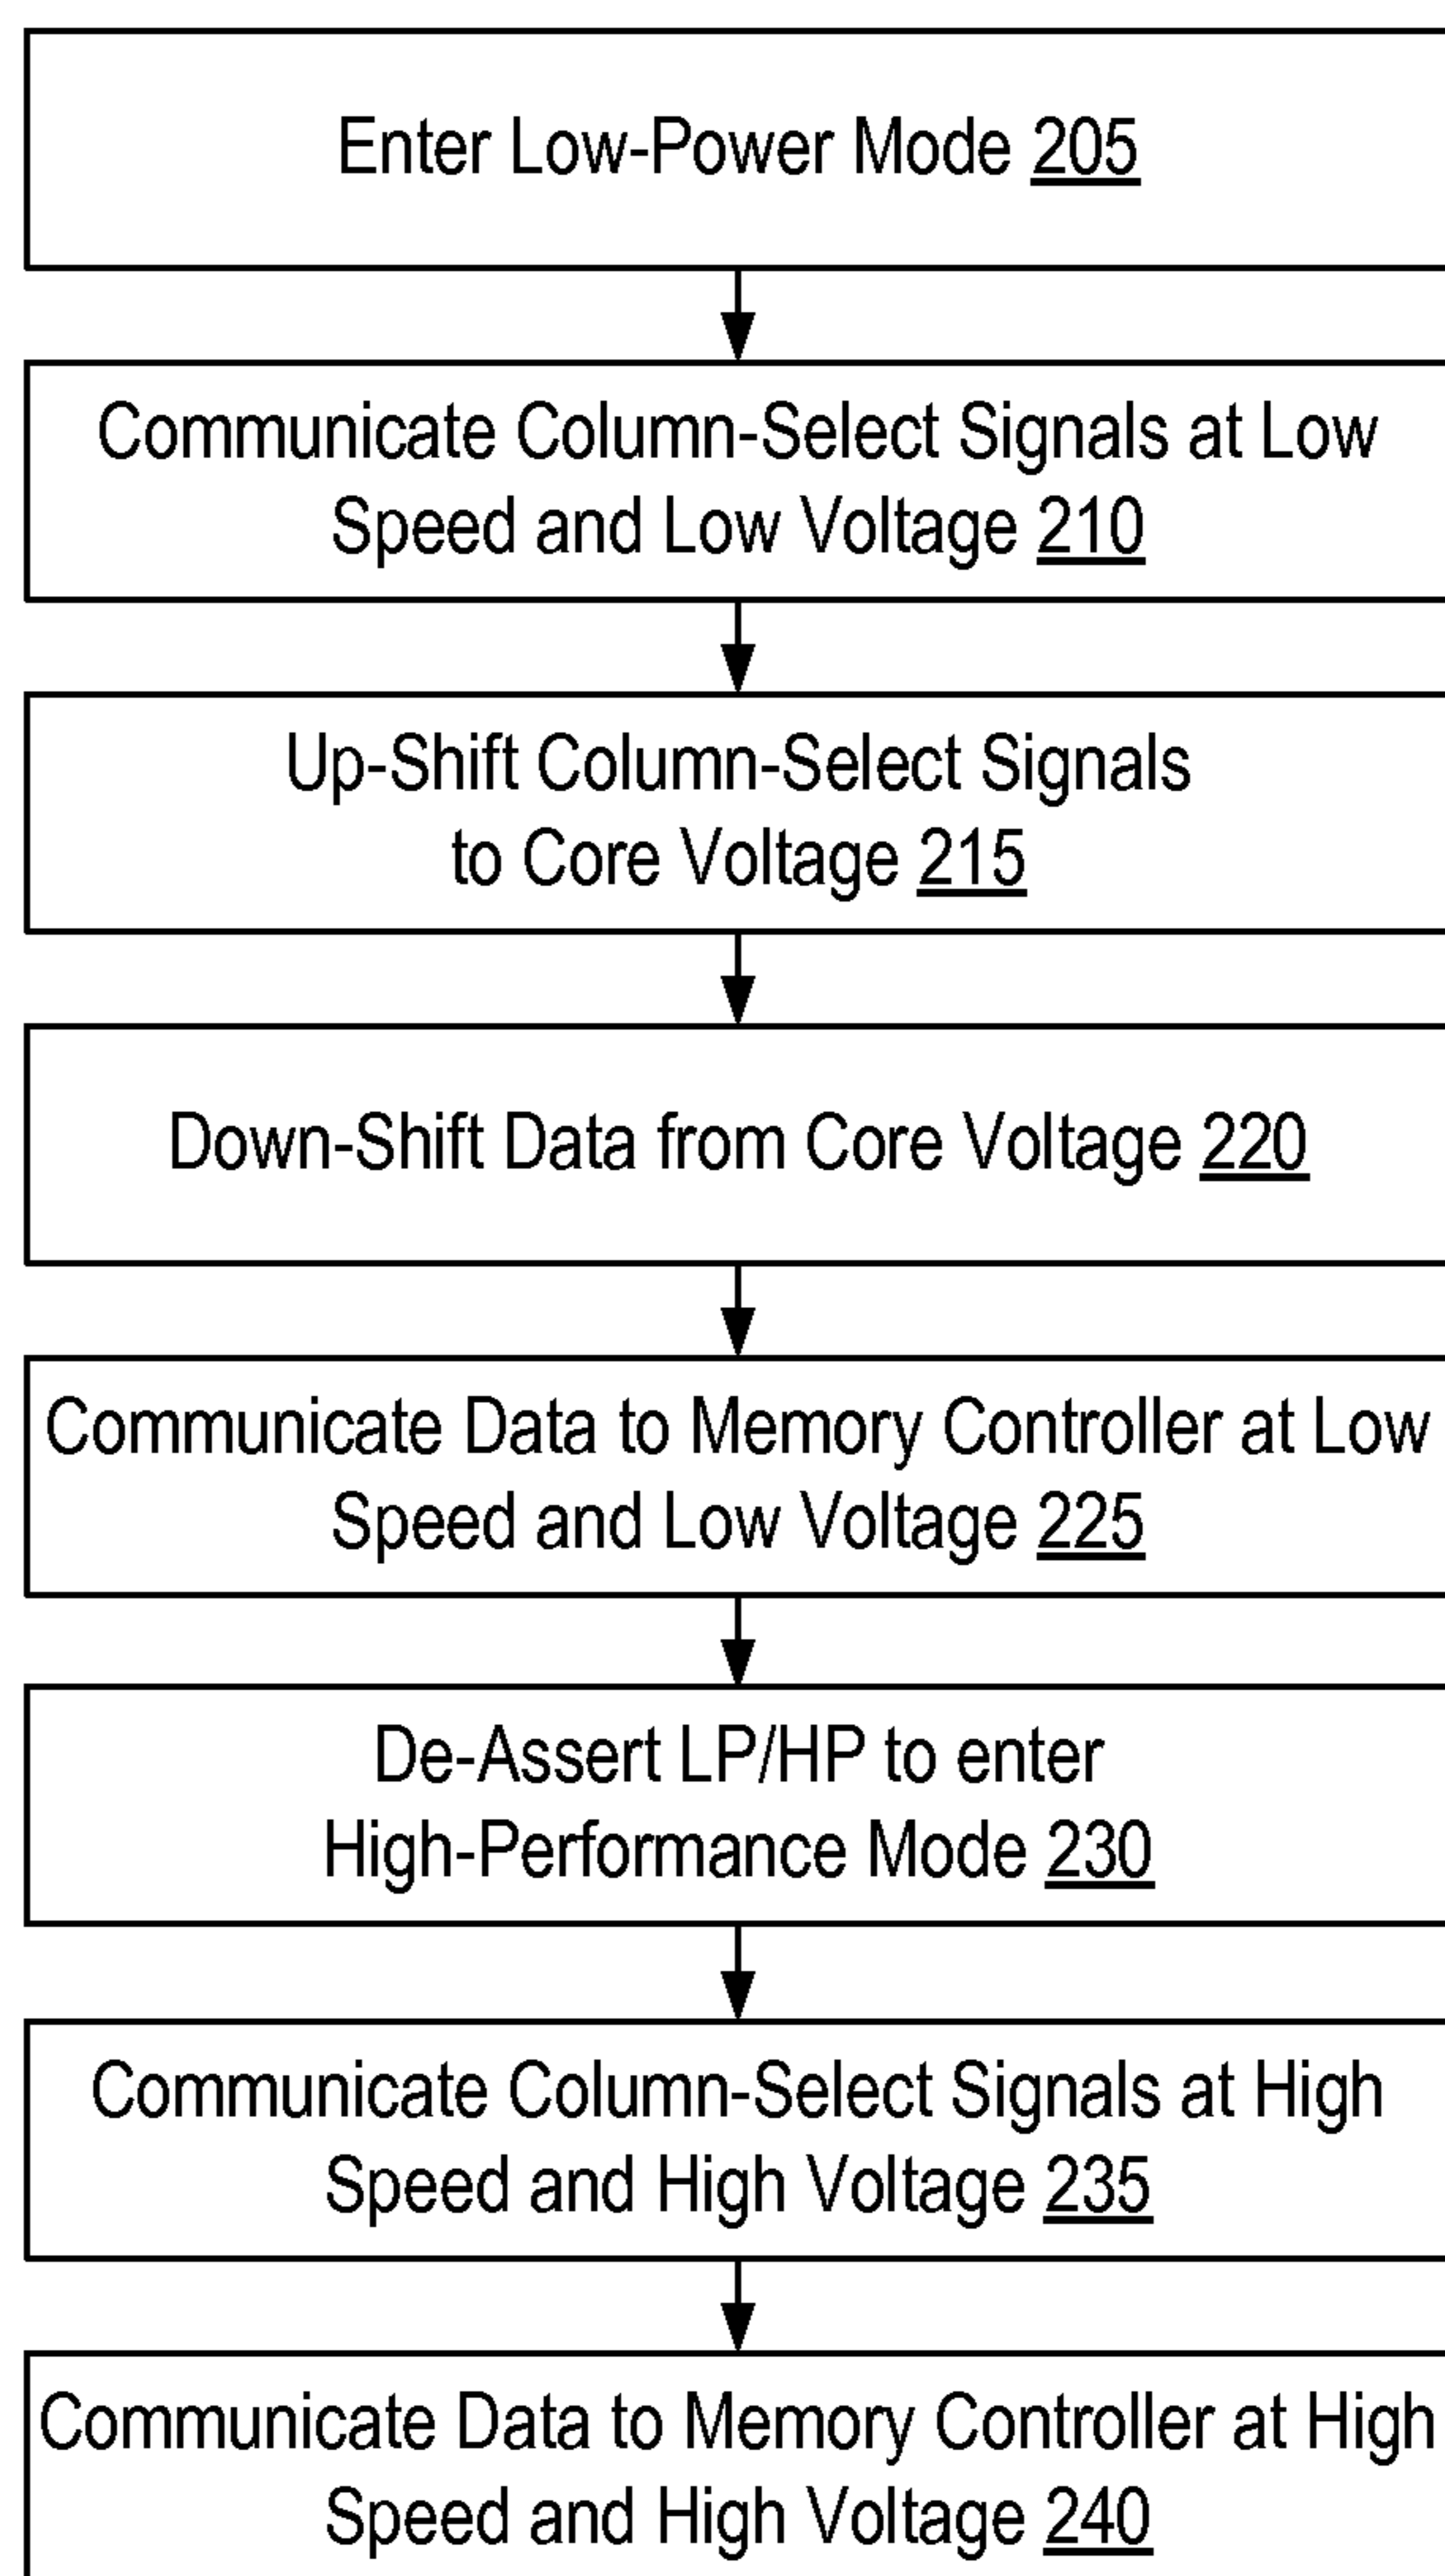 Enter Low-Power Mode 205
Communicate Column-Select Signals at Low
Speed and Low Voltage 210
Up-Shift Column-Select Signals
to Core Voltage 215
Down-Shift Data from Core Voltage 220
Communicate Data to Memory Controller at Low
Speed and Low Voltage 225
De-Assert LP/HP to enter
High-Performance Mode 230
Communicate Column-Select Signals at High
Speed and High Voltage 235
Communicate Data to Memory Controller at High
Speed and High Voltage 240